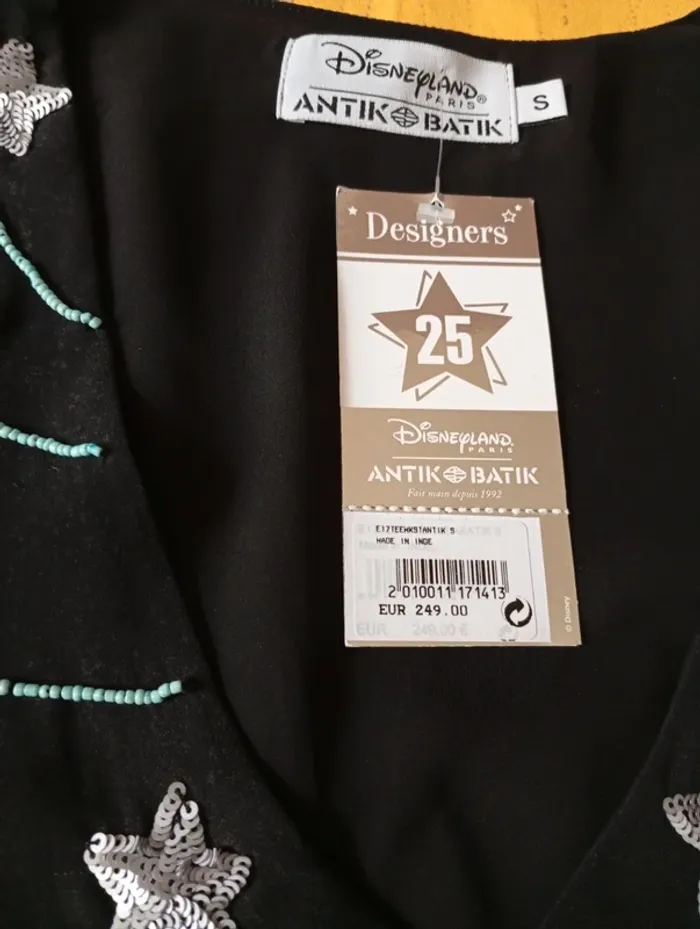 DISNEYLAND
PARIS®
ANTIK BATIK
S
Designers
25
DISNEYLAND
PARIS
ANTIK BATIK
Fait main depuis 1992
E17TEEWKSTANTIK S
MADE IN INDE
2 010011 171413
EUR 249.00
EUR 249,00 €
© Disney